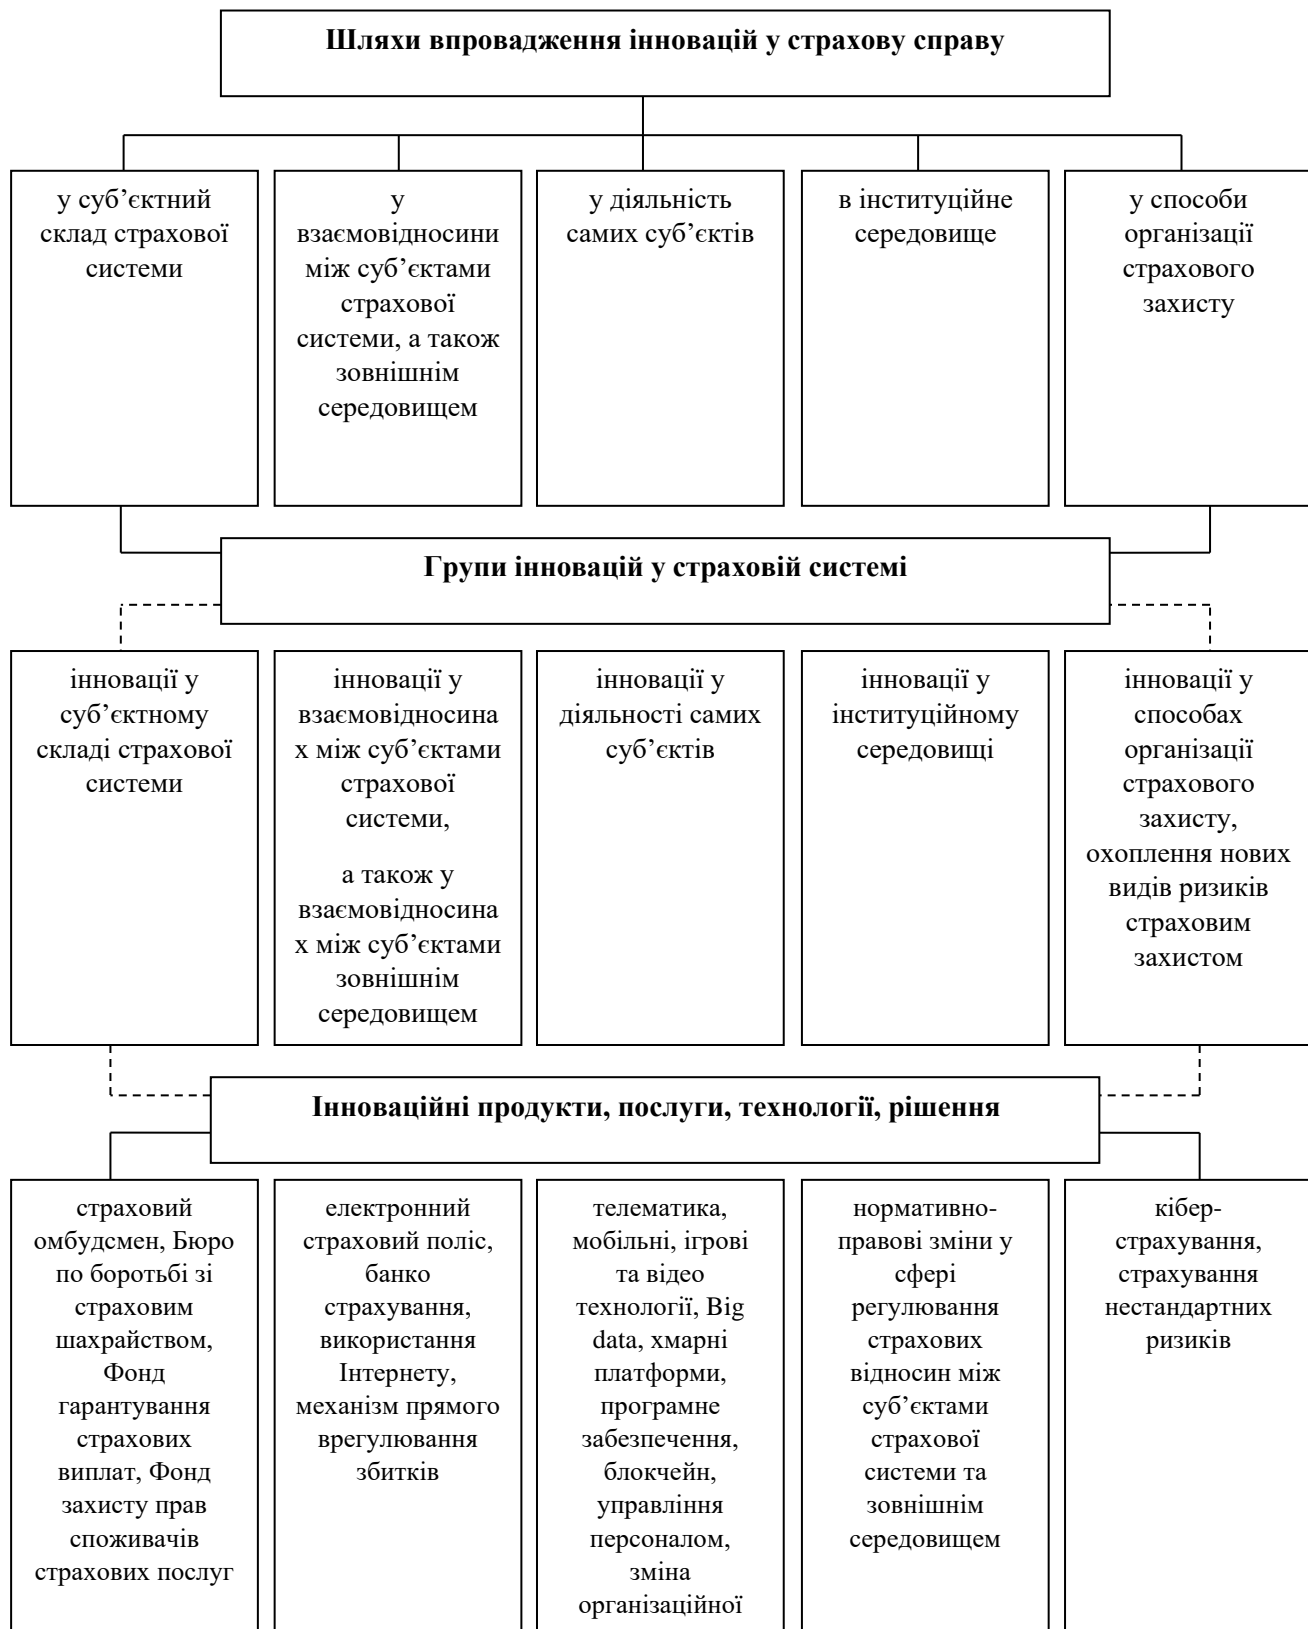 Шляхи впровадження інновацій у страхову справу
у суб’єктний
склад страхової
системи
у
взаємовідносини
між суб’єктами
страхової
системи, а також
зовнішнім
середовищем
у діяльність
самих суб’єктів
в інституційне
середовище
у способи
організації
страхового
захисту
Групи інновацій у страховій системі
інновації у
суб’єктному
складі страхової
системи
інновації у
взаємовідносина
х між суб’єктами
страхової
системи,
а також у
взаємовідносина
х між суб’єктами
зовнішнім
середовищем
інновації у
діяльності самих
суб’єктів
інновації у
інституційному
середовищі
інновації у
способах
організації
страхового
захисту,
охоплення нових
видів ризиків
страховим
захистом
Інноваційні продукти, послуги, технології, рішення
страховий
омбудсмен, Бюро
по боротьбі зі
страховим
шахрайством,
Фонд
гарантування
страхових
виплат, Фонд
захисту прав
споживачів
страхових послуг
електронний
страховий поліс,
банко
страхування,
використання
Інтернету,
механізм прямого
врегулювання
збитків
телематика,
мобільні, ігрові
та відео
технології, Big
data, хмарні
платформи,
програмне
забезпечення,
блокчейн,
управління
персоналом,
зміна
організаційної
нормативно-
правові зміни у
сфері
регулювання
страхових
відносин між
суб’єктами
страхової
системи та
зовнішнім
середовищем
кібер-
страхування,
страхування
нестандартних
ризиків